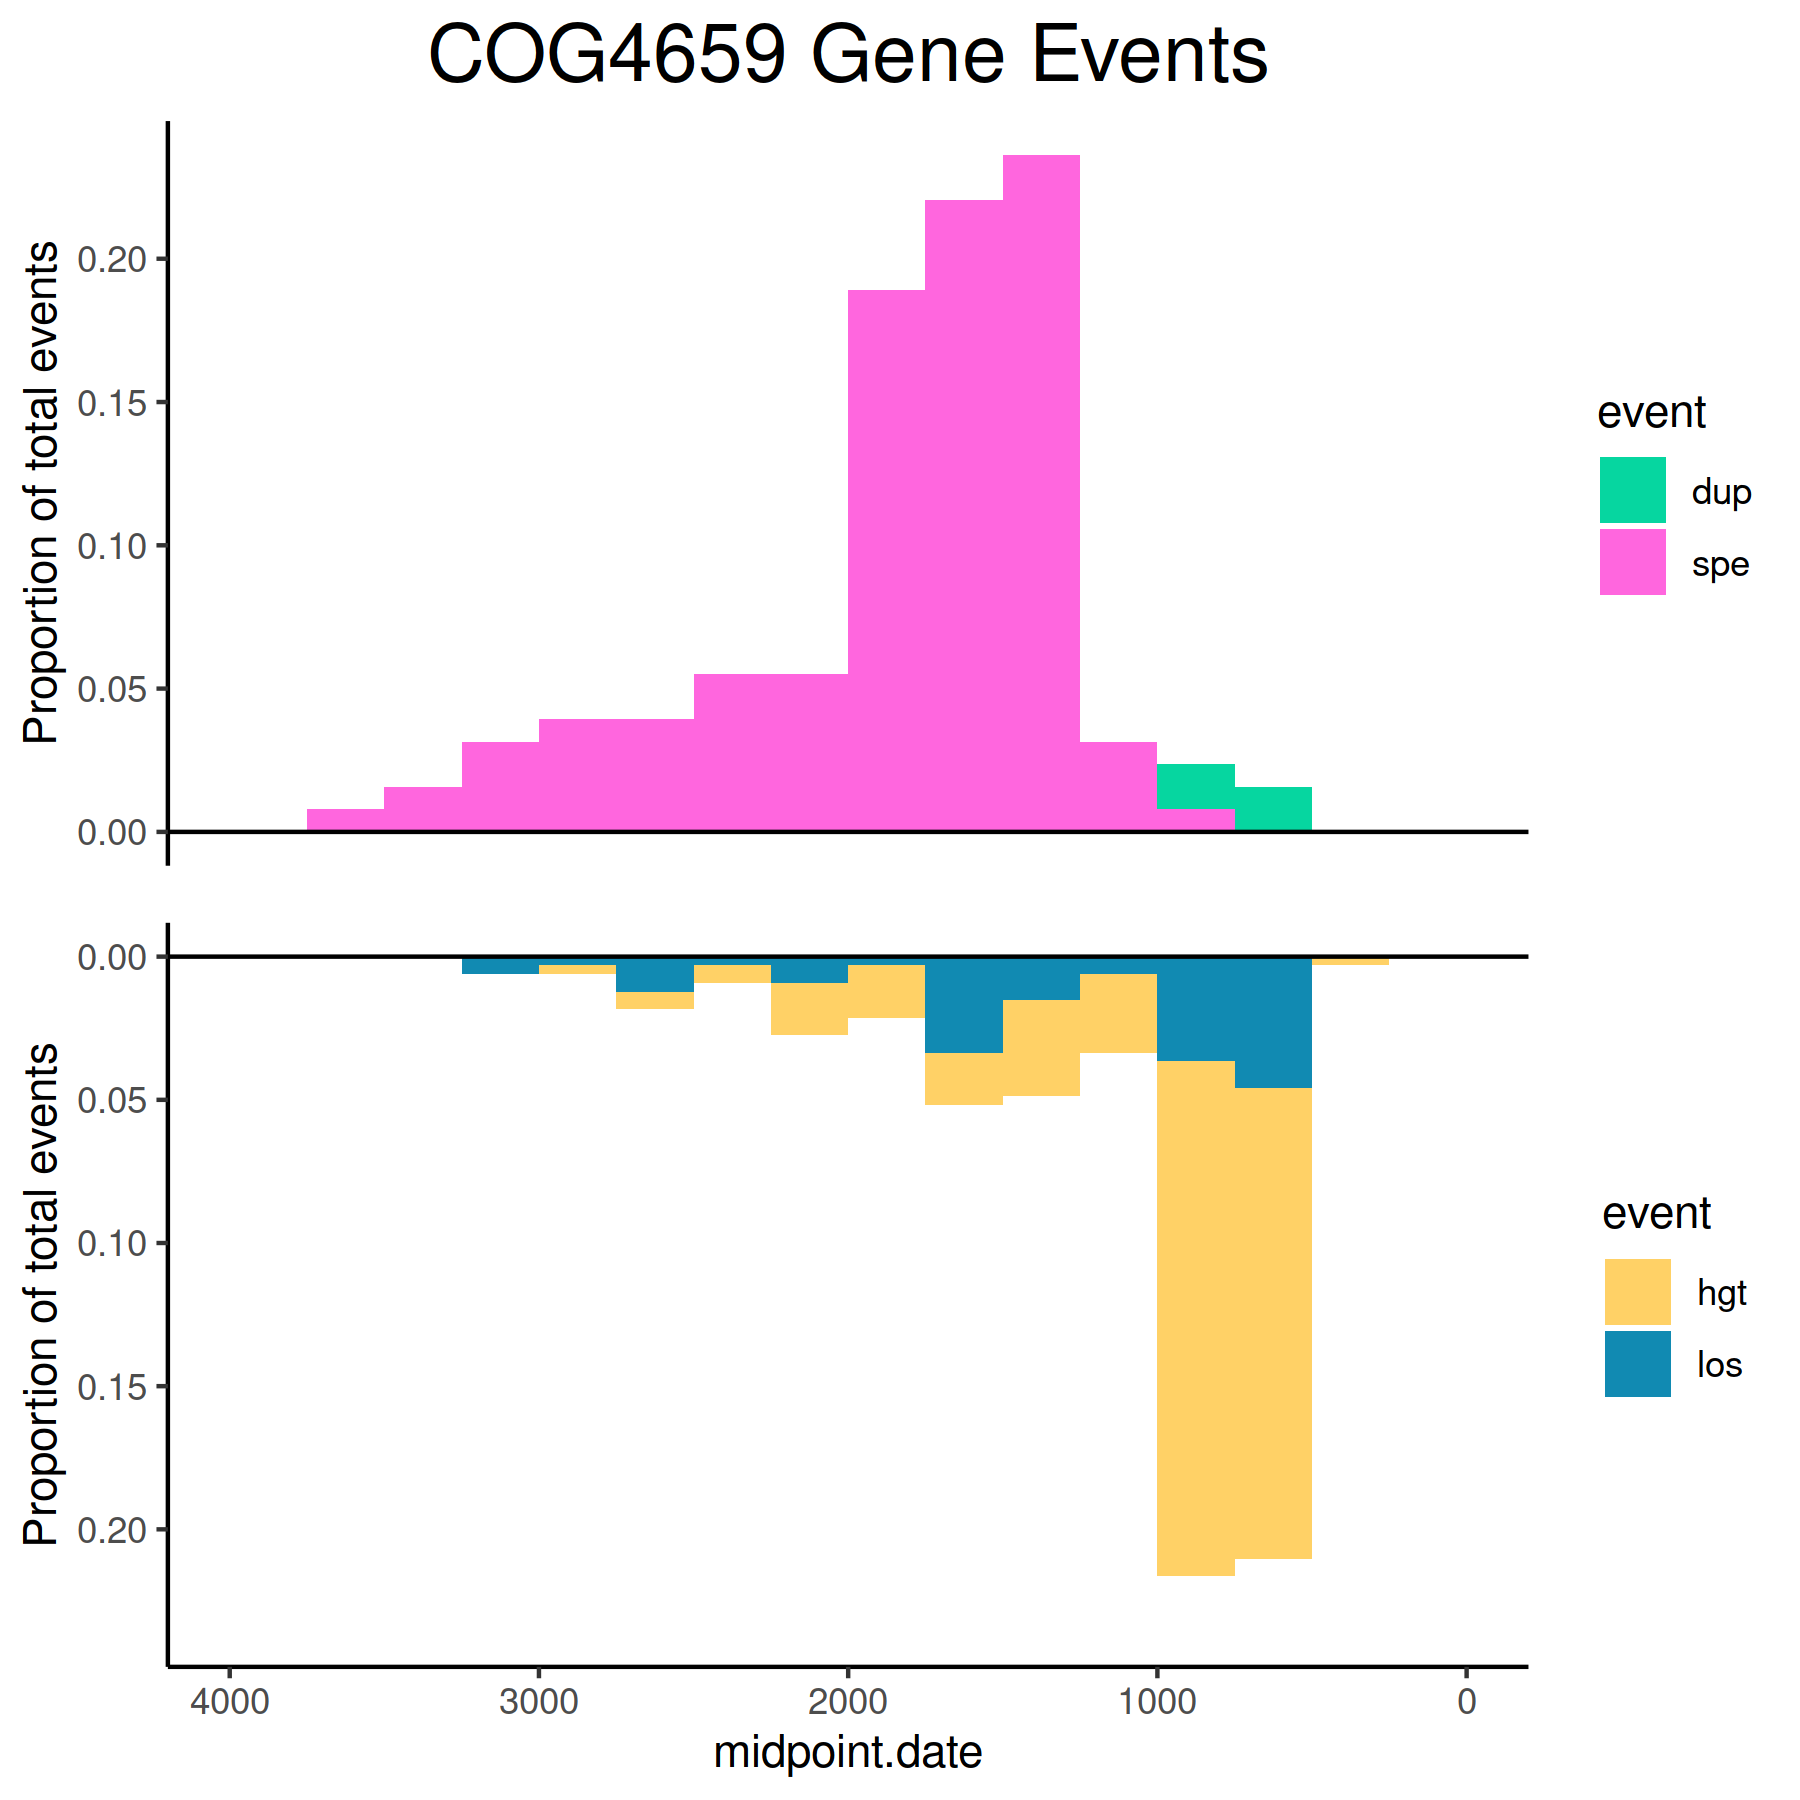 COG4659 Gene Events
Proportion of total events
0.20
0.15
0.10
0.05
0.00
event
dup
spe
Proportion of total events
0.00
0.05
0.10
0.15
0.20
event
hgt
los
4000 3000 2000 1000 0
midpoint.date